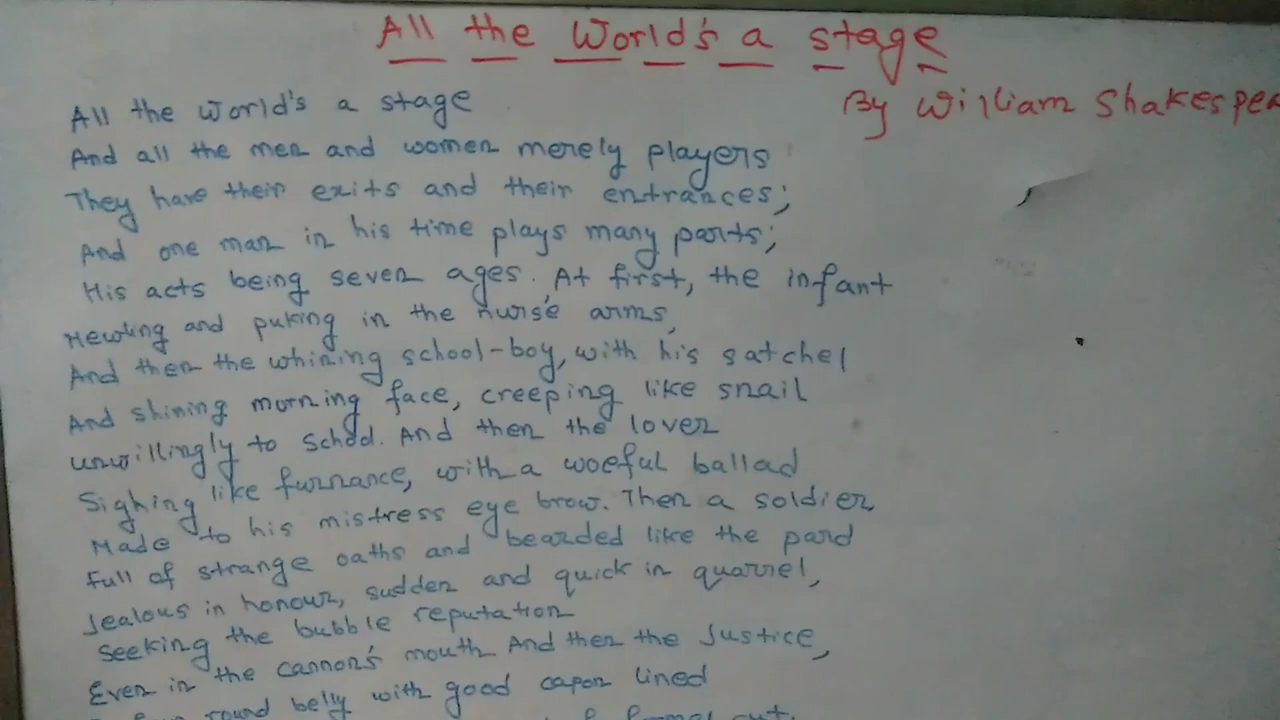 All the World's a stage
By William Shakespea
All the world's a stage
And all the men and women merely players
They have their exits and their entrances;
And one man in his time plays many parts;
His acts being seven ages. At first, the infant
Mewling and puking in the nurse's arms,
And then the whining school-boy, with his satchel
And shining morning face, creeping like snail
unwillingly to school. And then the lover
Sighing like furnance, with a woeful ballad
Made to his mistress eye brow. Then a soldier
Full of strange oaths and bearded like the pard
Jealous in honour, sudden and quick in quarrel,
Seeking the bubble reputation
Even in the cannon's mouth And then the Justice,
round belly with good capon lined
formal cut,